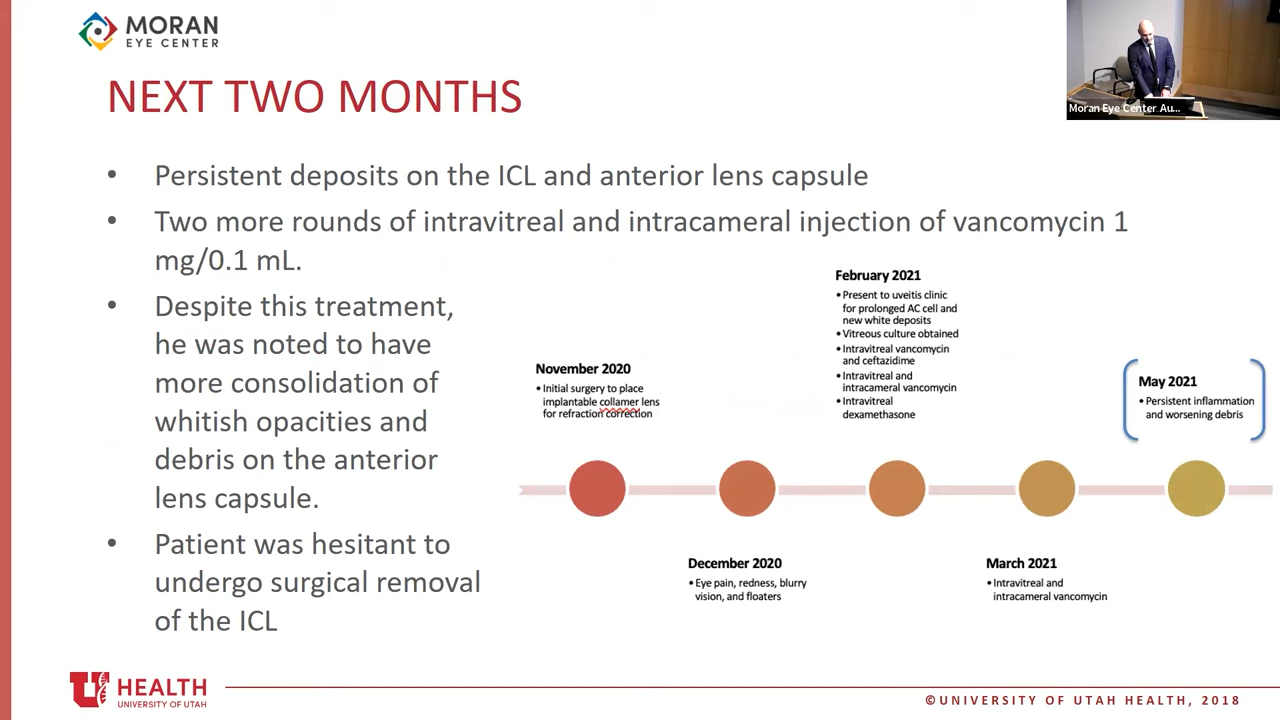 MORAN
EYE CENTER
Moran Eye Center Au...
NEXT TWO MONTHS
• Persistent deposits on the ICL and anterior lens capsule
• Two more rounds of intravitreal and intracameral injection of vancomycin 1
mg/0.1 mL.
• Despite this treatment,
he was noted to have
more consolidation of
whitish opacities and
debris on the anterior
lens capsule.
• Patient was hesitant to
undergo surgical removal
of the ICL
November 2020
• Initial surgery to place
implantable collamer lens
for refraction correction
December 2020
• Eye pain, redness, blurry
vision, and floaters
February 2021
• Present to uveitis clinic
for prolonged AC cell and
new white deposits
• Vitreous culture obtained
• Intravitreal vancomycin
and ceftazidime
• Intravitreal and
intracameral vancomycin
• Intravitreal
dexamethasone
March 2021
• Intravitreal and
intracameral vancomycin
May 2021
• Persistent inflammation
and worsening debris
U HEALTH
UNIVERSITY OF UTAH
©UNIVERSITY OF UTAH HEALTH, 2018